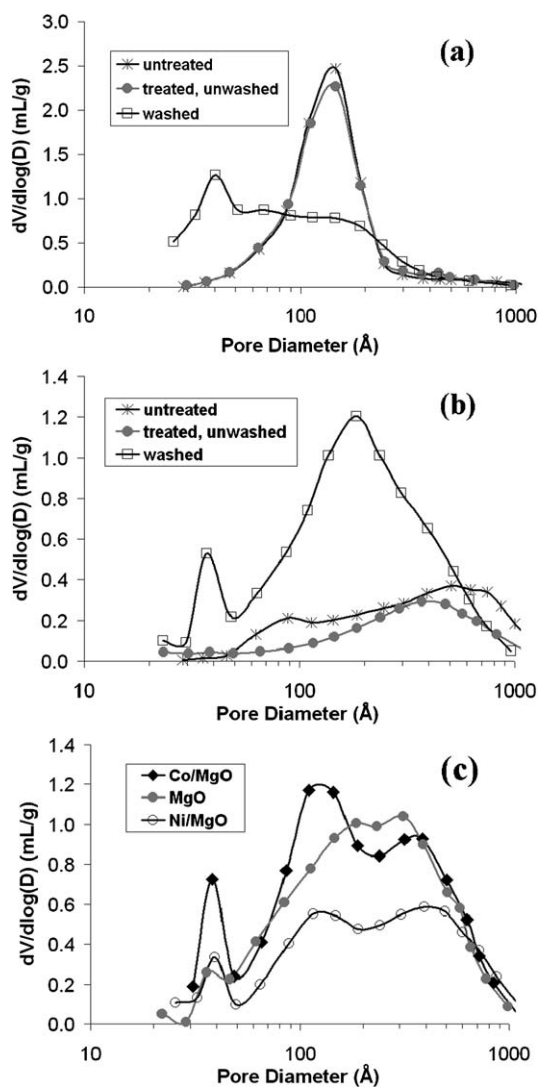 (a)
untreated
treated, unwashed
washed
dV/dlog(D) (mL/g)
3.0
2.5
2.0
1.5
1.0
0.5
0.0
10
100
1000
Pore Diameter (Å)
(b)
untreated
treated, unwashed
washed
dV/dlog(D) (mL/g)
1.4
1.2
1.0
0.8
0.6
0.4
0.2
0.0
10
100
1000
Pore Diameter (Å)
(c)
Co/MgO
MgO
Ni/MgO
dV/dlog(D) (mL/g)
1.4
1.2
1.0
0.8
0.6
0.4
0.2
0.0
10
100
1000
Pore Diameter (Å)